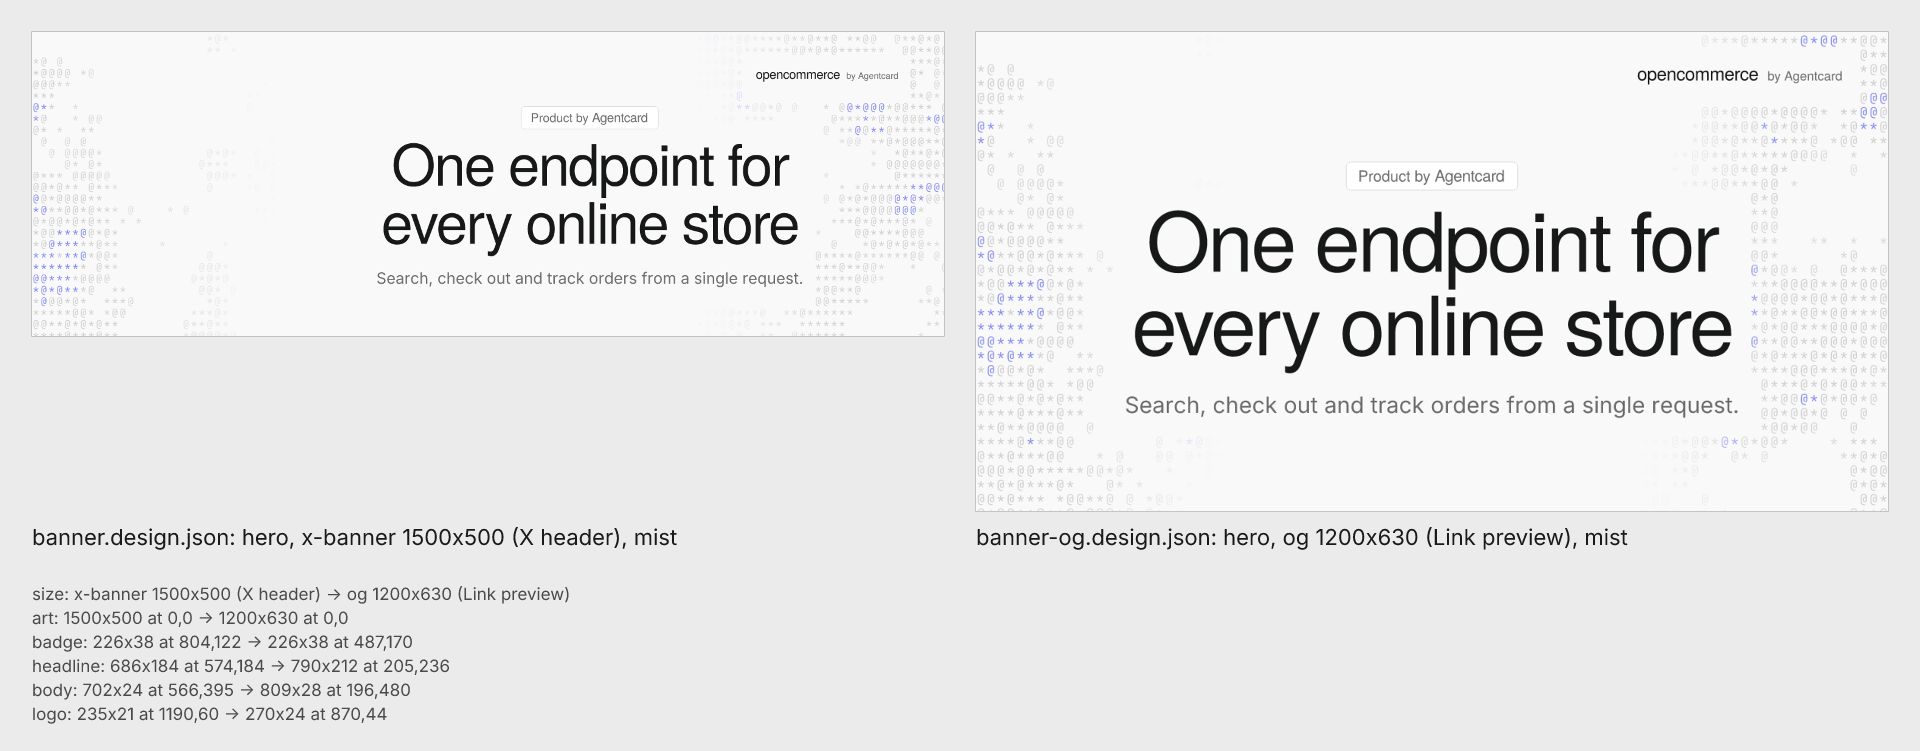 opencommerce by Agentcard
Product by Agentcard
One endpoint for
every online store
Search, check out and track orders from a single request.
banner.design.json: hero, x-banner 1500x500 (X header), mist
opencommerce by Agentcard
Product by Agentcard
One endpoint for
every online store
Search, check out and track orders from a single request.
banner-og.design.json: hero, og 1200x630 (Link preview), mist
size: x-banner 1500x500 (X header) → og 1200x630 (Link preview)
art: 1500x500 at 0,0 → 1200x630 at 0,0
badge: 226x38 at 804,122 → 226x38 at 487,170
headline: 686x184 at 574,184 → 790x212 at 205,236
body: 702x24 at 566,395 → 809x28 at 196,480
logo: 235x21 at 1190,60 → 270x24 at 870,44